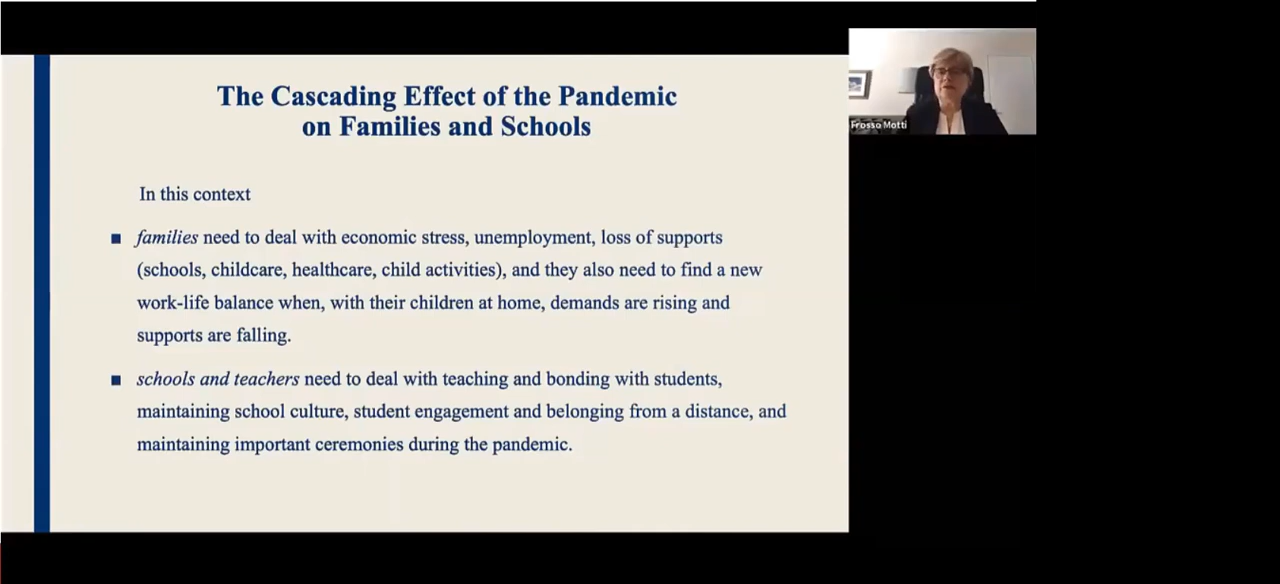 The Cascading Effect of the Pandemic
on Families and Schools
In this context
■ families need to deal with economic stress, unemployment, loss of supports
(schools, childcare, healthcare, child activities), and they also need to find a new
work-life balance when, with their children at home, demands are rising and
supports are falling.
■ schools and teachers need to deal with teaching and bonding with students,
maintaining school culture, student engagement and belonging from a distance, and
maintaining important ceremonies during the pandemic.
Frosso Motti